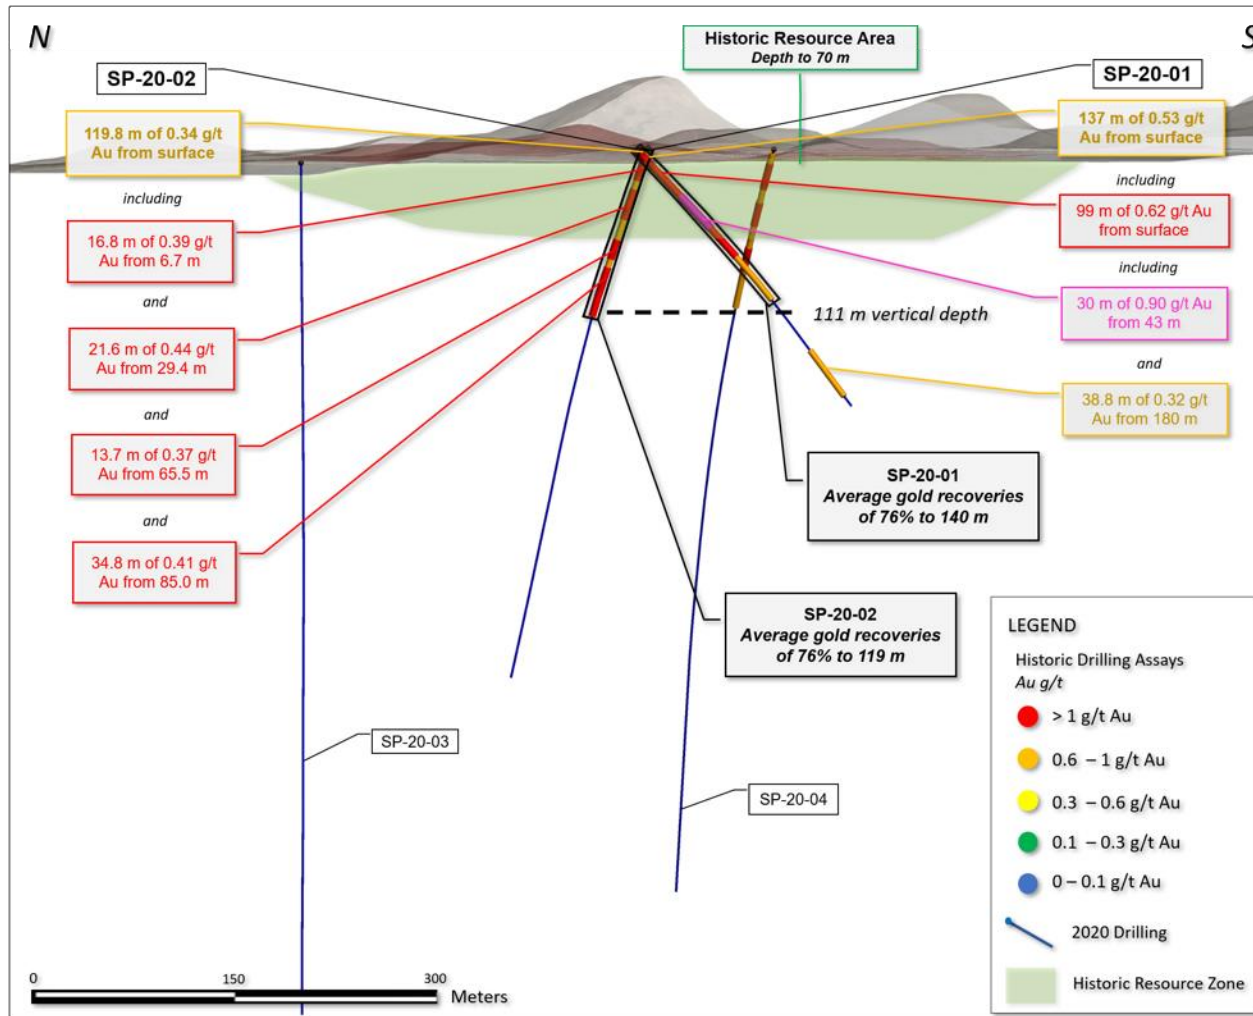 N
S
Historic Resource Area
Depth to 70 m
SP-20-02
SP-20-01
119.8 m of 0.34 g/t
Au from surface
including
16.8 m of 0.39 g/t
Au from 6.7 m
and
21.6 m of 0.44 g/t
Au from 29.4 m
and
13.7 m of 0.37 g/t
Au from 65.5 m
and
34.8 m of 0.41 g/t
Au from 85.0 m
137 m of 0.53 g/t
Au from surface
including
99 m of 0.62 g/t Au
from surface
including
30 m of 0.90 g/t Au
from 43 m
and
38.8 m of 0.32 g/t
Au from 180 m
111 m vertical depth
SP-20-01
Average gold recoveries
of 76% to 140 m
SP-20-02
Average gold recoveries
of 76% to 119 m
SP-20-03
SP-20-04
LEGEND
Historic Drilling Assays
Au g/t
> 1 g/t Au
0.6 – 1 g/t Au
0.3 – 0.6 g/t Au
0.1 – 0.3 g/t Au
0 – 0.1 g/t Au
2020 Drilling
Historic Resource Zone
0 150 300
Meters